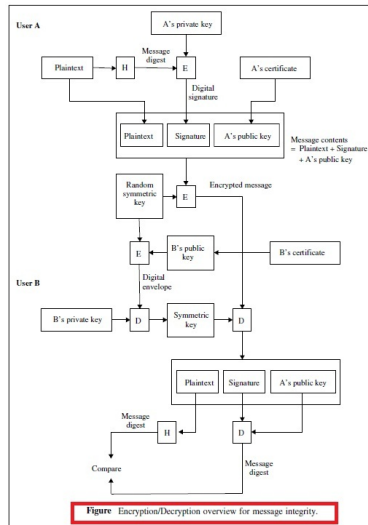 User A
A's private key
Message
digest
Plaintext
H
E
A's certificate
Digital
signature
Plaintext
Signature
A's public key
Message contents
= Plaintext + Signature
+ A's public key
Random
symmetric
key
E
Encrypted message
E
B's public
key
B's certificate
Digital
envelope
User B
B's private key
D
Symmetric
key
D
Plaintext
Signature
A's public key
Message
digest
H
D
Compare
Message
digest
Figure Encryption/Decryption overview for message integrity.